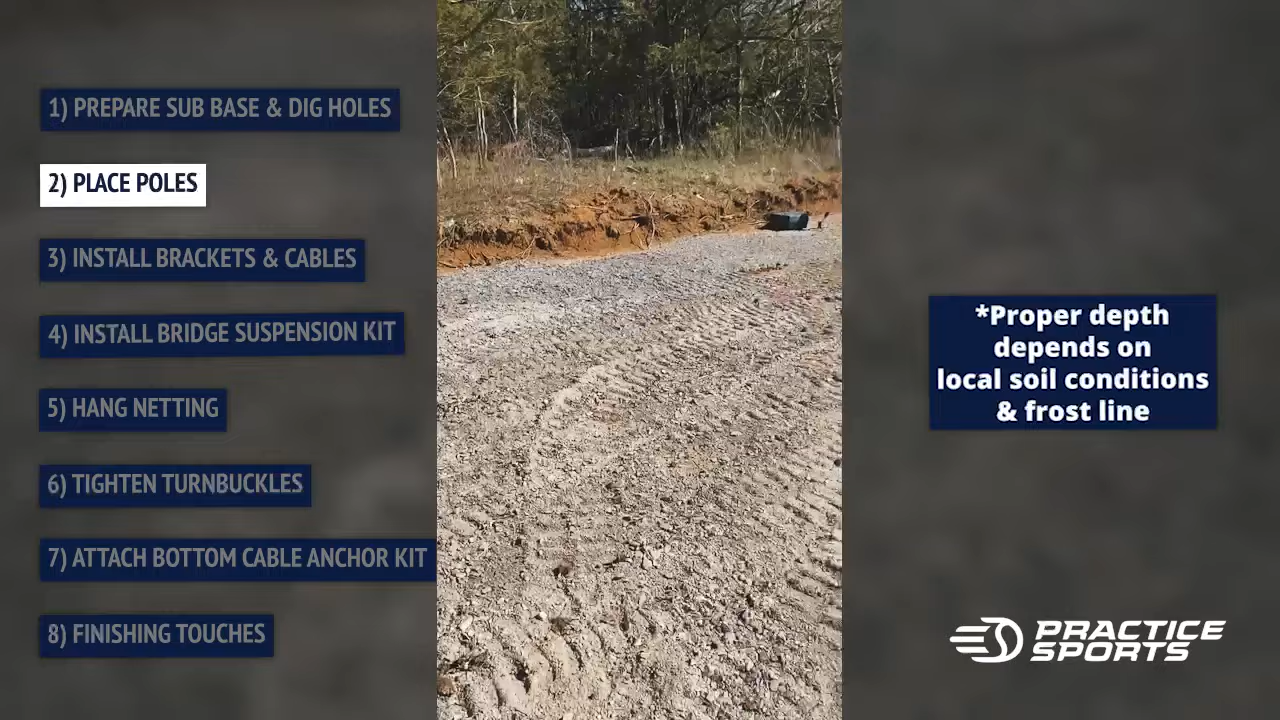 1) PREPARE SUB BASE & DIG HOLES
2) PLACE POLES
3) INSTALL BRACKETS & CABLES
4) INSTALL BRIDGE SUSPENSION KIT
5) HANG NETTING
6) TIGHTEN TURNBUCKLES
7) ATTACH BOTTOM CABLE ANCHOR KIT
8) FINISHING TOUCHES
*Proper depth
depends on
local soil conditions
& frost line
PRACTICE
SPORTS